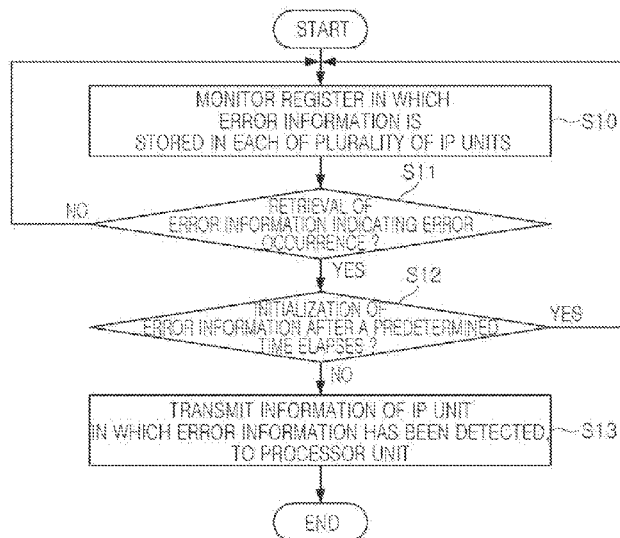 START
MONITOR REGISTER IN WHICH
ERROR INFORMATION IS
STORED IN EACH OF PLURALITY OF IP UNITS
S10
S11
RETRIEVAL OF
ERROR INFORMATION INDICATING ERROR
OCCURRENCE ?
NO
YES
S12
INITIALIZATION OF
ERROR INFORMATION AFTER A PREDETERMINED
TIME ELAPSES ?
YES
NO
TRANSMIT INFORMATION OF IP UNIT
IN WHICH ERROR INFORMATION HAS BEEN DETECTED,
TO PROCESSOR UNIT
S13
END